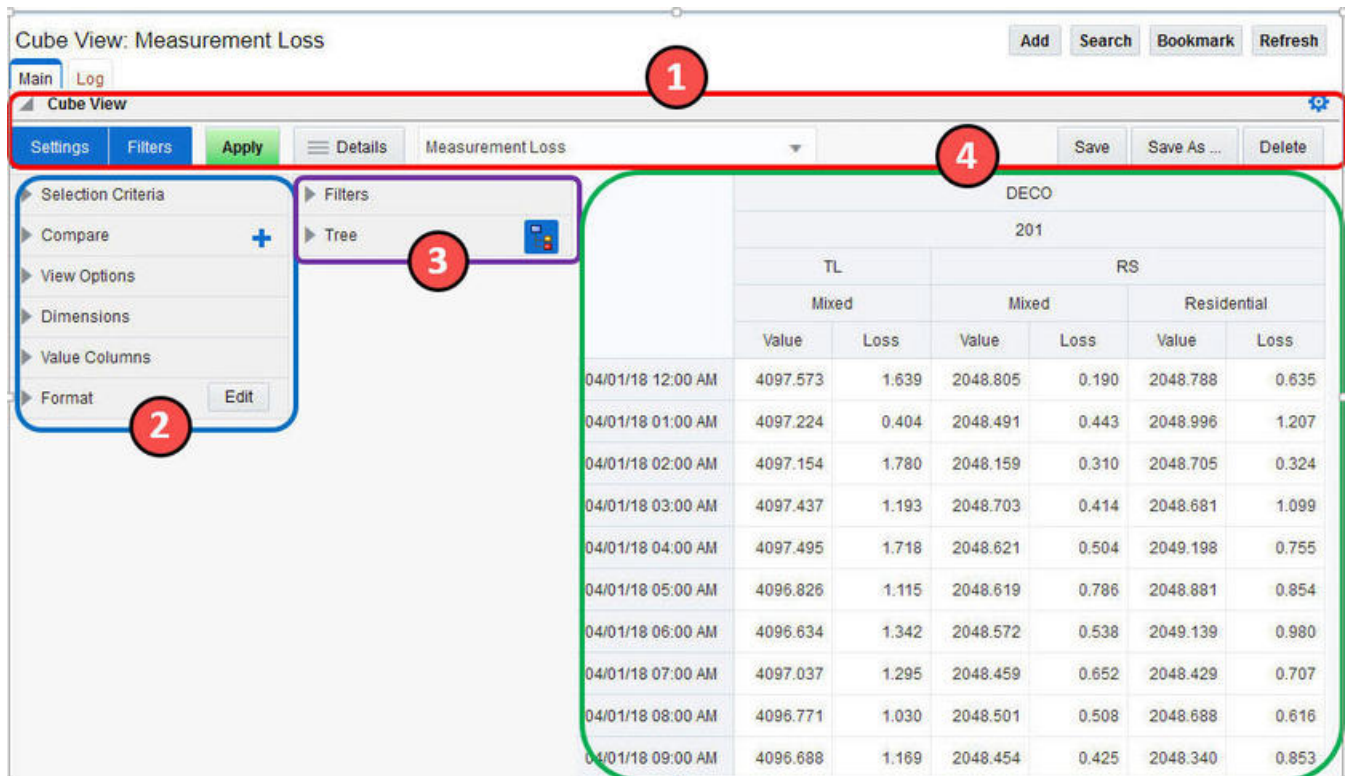 Cube View: Measurement Loss
Add Search Bookmark Refresh
Main Log
1
Cube View
Settings Filters Apply Details Measurement Loss 4 Save Save As ... Delete
Selection Criteria Filters DECO
Compare + Tree 201
3
View Options TL RS
Dimensions Mixed Mixed Residential
Value Columns Value Loss Value Loss Value Loss
Format Edit
2
04/01/18 12:00 AM 4097.573 1.639 2048.805 0.190 2048.788 0.635
04/01/18 01:00 AM 4097.224 0.404 2048.491 0.443 2048.996 1.207
04/01/18 02:00 AM 4097.154 1.780 2048.159 0.310 2048.705 0.324
04/01/18 03:00 AM 4097.437 1.193 2048.703 0.414 2048.681 1.099
04/01/18 04:00 AM 4097.495 1.718 2048.621 0.504 2049.198 0.755
04/01/18 05:00 AM 4096.826 1.115 2048.619 0.786 2048.881 0.854
04/01/18 06:00 AM 4096.634 1.342 2048.572 0.538 2049.139 0.980
04/01/18 07:00 AM 4097.037 1.295 2048.459 0.652 2048.429 0.707
04/01/18 08:00 AM 4096.771 1.030 2048.501 0.508 2048.688 0.616
04/01/18 09:00 AM 4096.688 1.169 2048.454 0.425 2048.340 0.853